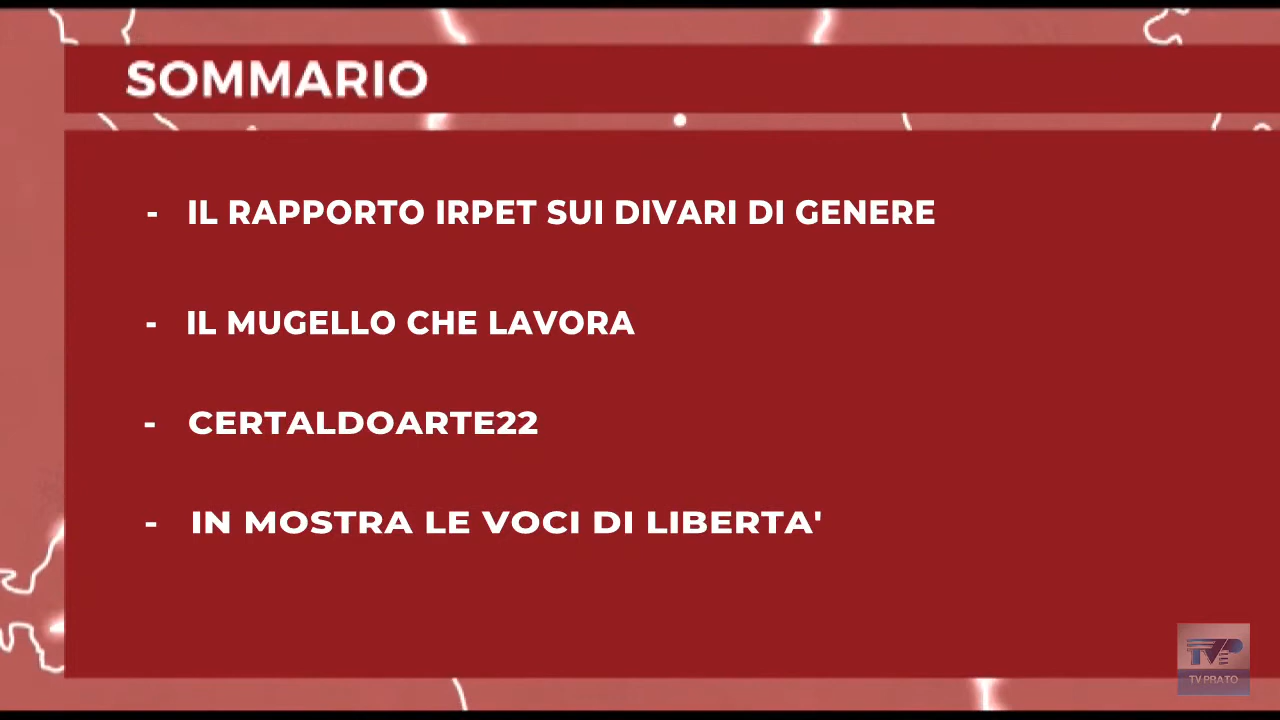 SOMMARIO
- IL RAPPORTO IRPET SUI DIVARI DI GENERE
- IL MUGELLO CHE LAVORA
- CERTALDOARTE22
- IN MOSTRA LE VOCI DI LIBERTA'
TVP
TV PRATO